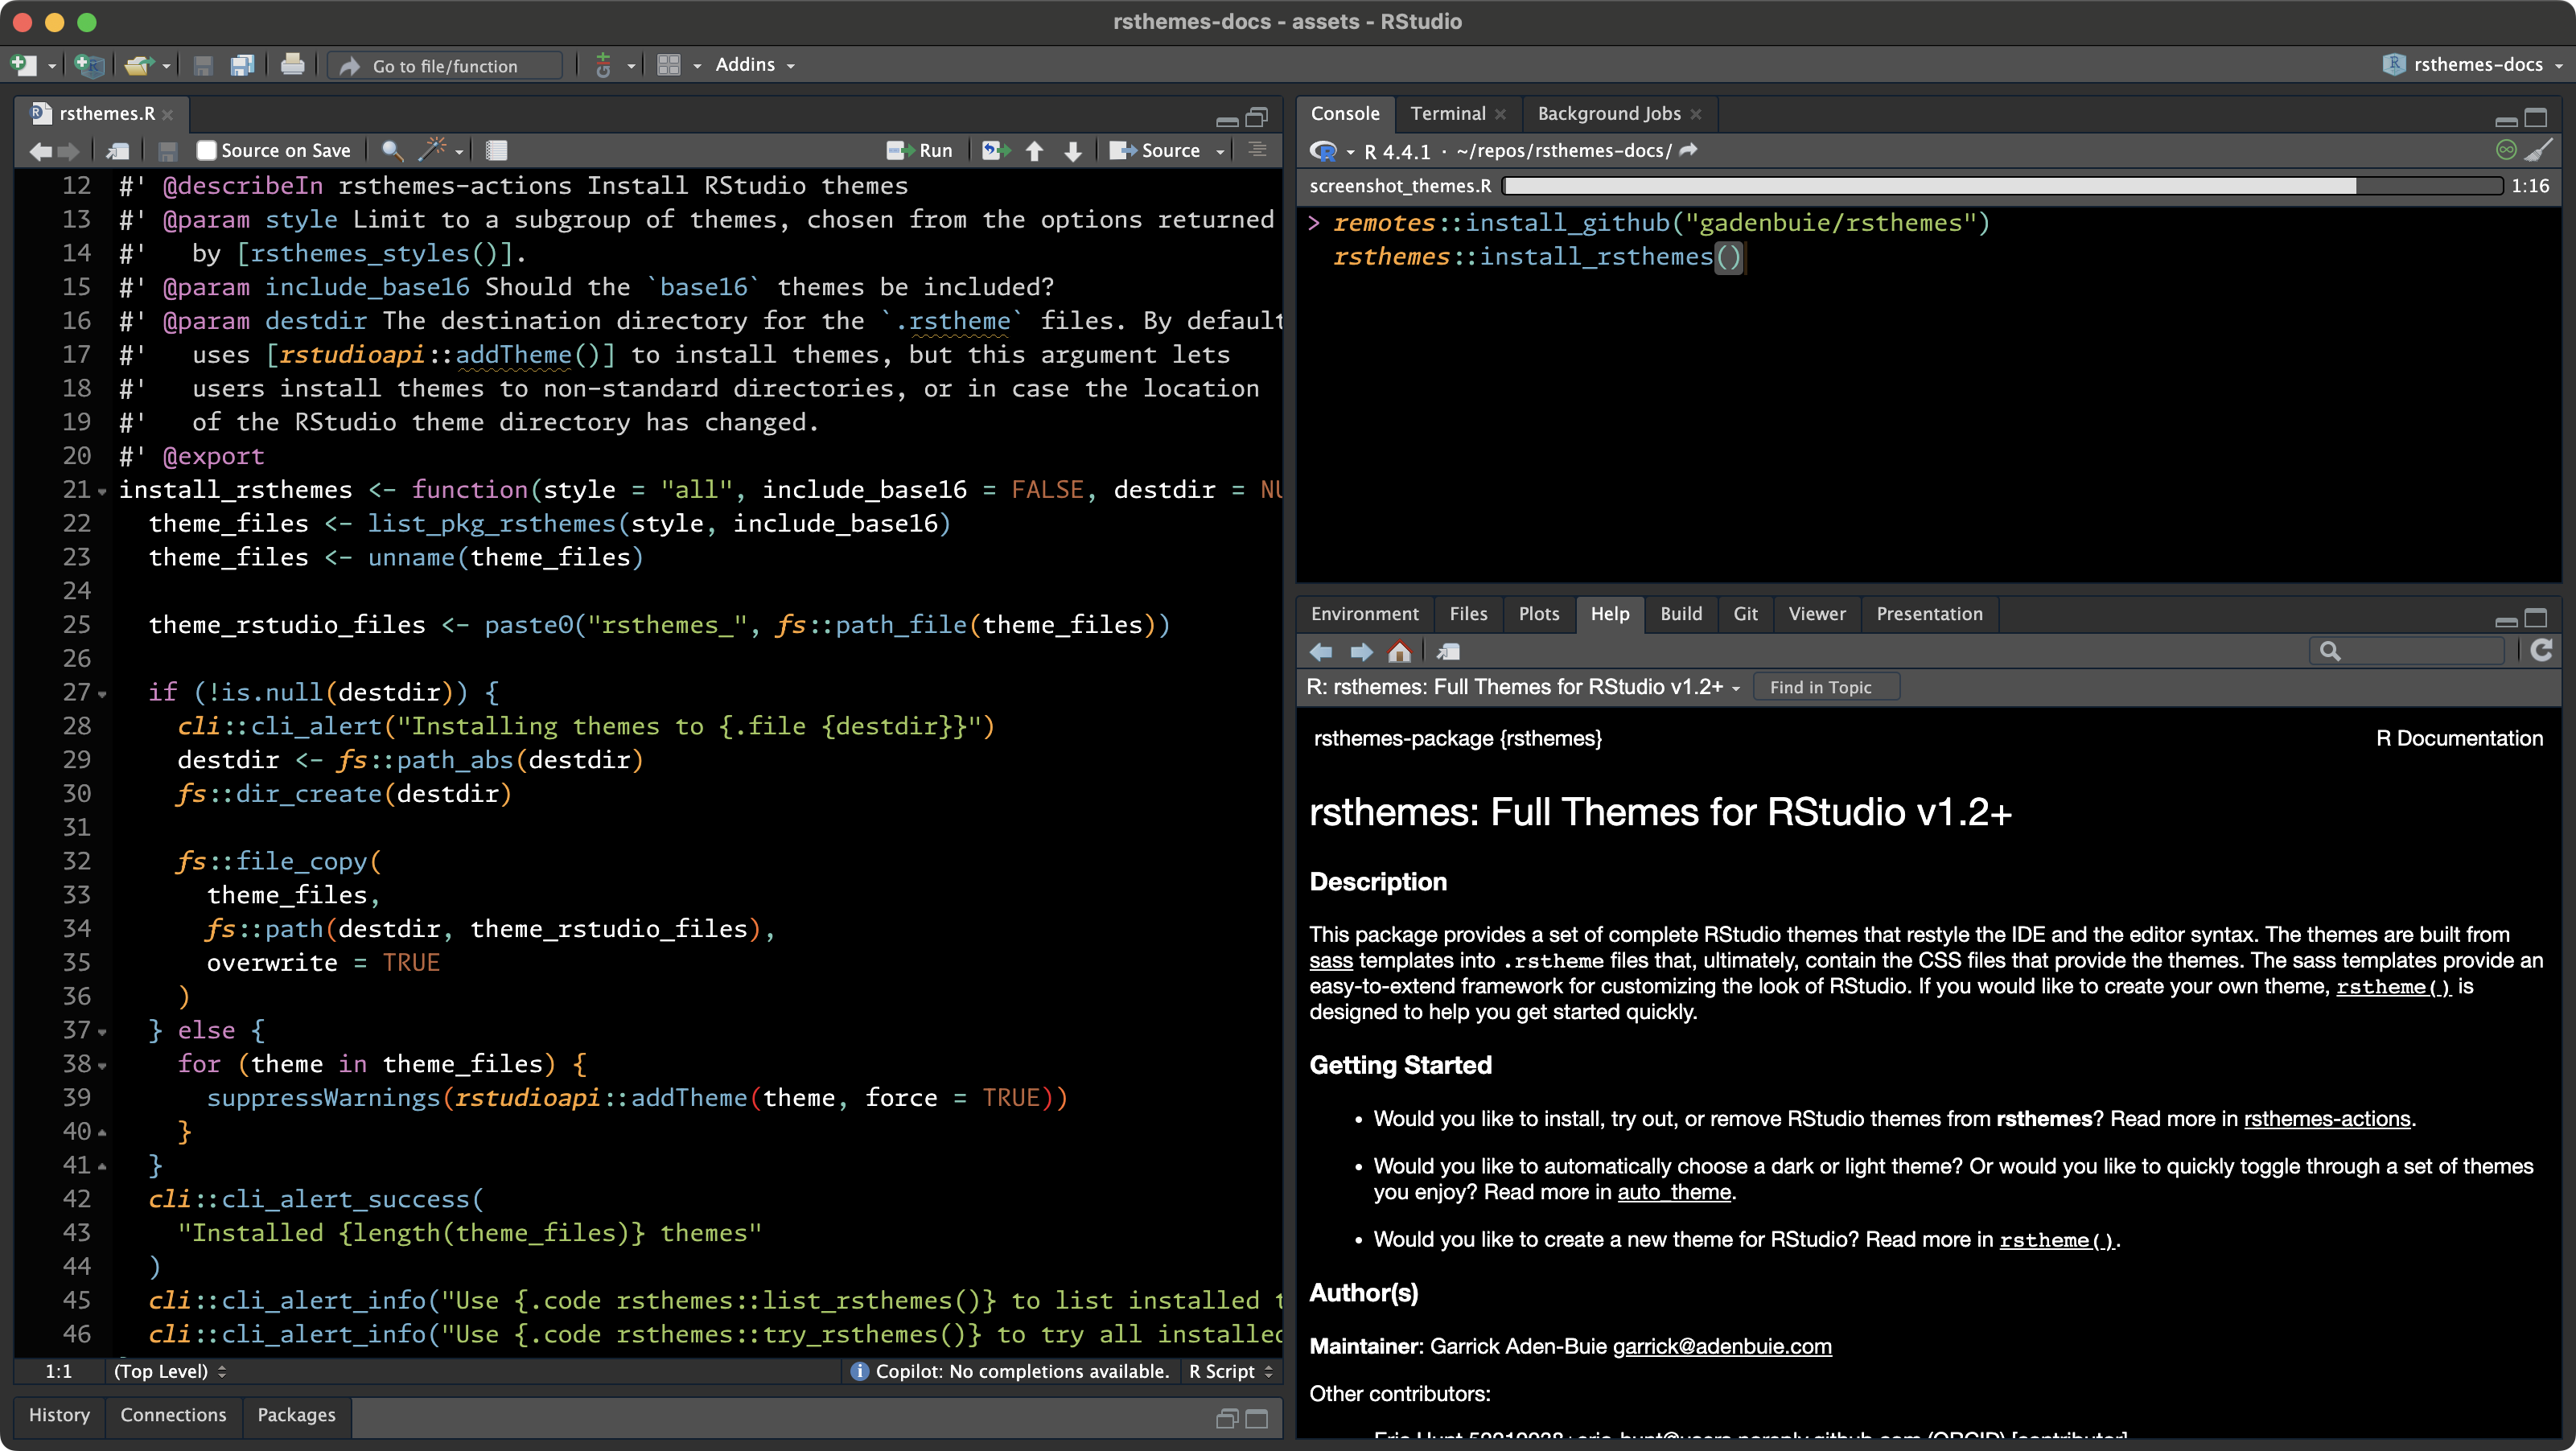 rsthemes-docs - assets - RStudio
Go to file/function
Addins
rsthemes-docs
rsthemes.R
Source on Save
Run
Source
12 #' @describeIn rsthemes-actions Install RStudio themes
13 #' @param style Limit to a subgroup of themes, chosen from the options returned
14 #'   by [rsthemes_styles()].
15 #' @param include_base16 Should the `base16` themes be included?
16 #' @param destdir The destination directory for the `.rstheme` files. By default
17 #'   uses [rstudioapi::addTheme()] to install themes, but this argument lets
18 #'   users install themes to non-standard directories, or in case the location
19 #'   of the RStudio theme directory has changed.
20 #' @export
21 install_rsthemes <- function(style = "all", include_base16 = FALSE, destdir = NU
22   theme_files <- list_pkg_rsthemes(style, include_base16)
23   theme_files <- unname(theme_files)
24
25   theme_rstudio_files <- paste0("rsthemes_", fs::path_file(theme_files))
26
27   if (!is.null(destdir)) {
28     cli::cli_alert("Installing themes to {.file {destdir}}")
29     destdir <- fs::path_abs(destdir)
30     fs::dir_create(destdir)
31
32     fs::file_copy(
33       theme_files,
34       fs::path(destdir, theme_rstudio_files),
35       overwrite = TRUE
36     )
37   } else {
38     for (theme in theme_files) {
39       suppressWarnings(rstudioapi::addTheme(theme, force = TRUE))
40     }
41   }
42   cli::cli_alert_success(
43     "Installed {length(theme_files)} themes"
44   )
45   cli::cli_alert_info("Use {.code rsthemes::list_rsthemes()} to list installed t
46   cli::cli_alert_info("Use {.code rsthemes::try_rsthemes()} to try all installed
1:1 (Top Level) Copilot: No completions available. R Script
History Connections Packages
Console Terminal Background Jobs
R 4.4.1 · ~/repos/rsthemes-docs/
screenshot_themes.R 1:16
> remotes::install_github("gadenbuie/rsthemes")
rsthemes::install_rsthemes()
Environment Files Plots Help Build Git Viewer Presentation
R: rsthemes: Full Themes for RStudio v1.2+ Find in Topic
rsthemes-package {rsthemes} R Documentation
rsthemes: Full Themes for RStudio v1.2+
Description
This package provides a set of complete RStudio themes that restyle the IDE and the editor syntax. The themes are built from
sass templates into .rstheme files that, ultimately, contain the CSS files that provide the themes. The sass templates provide an
easy-to-extend framework for customizing the look of RStudio. If you would like to create your own theme, rstheme() is
designed to help you get started quickly.
Getting Started
• Would you like to install, try out, or remove RStudio themes from rsthemes? Read more in rsthemes-actions.
• Would you like to automatically choose a dark or light theme? Or would you like to quickly toggle through a set of themes
you enjoy? Read more in auto_theme.
• Would you like to create a new theme for RStudio? Read more in rstheme().
Author(s)
Maintainer: Garrick Aden-Buie garrick@adenbuie.com
Other contributors: